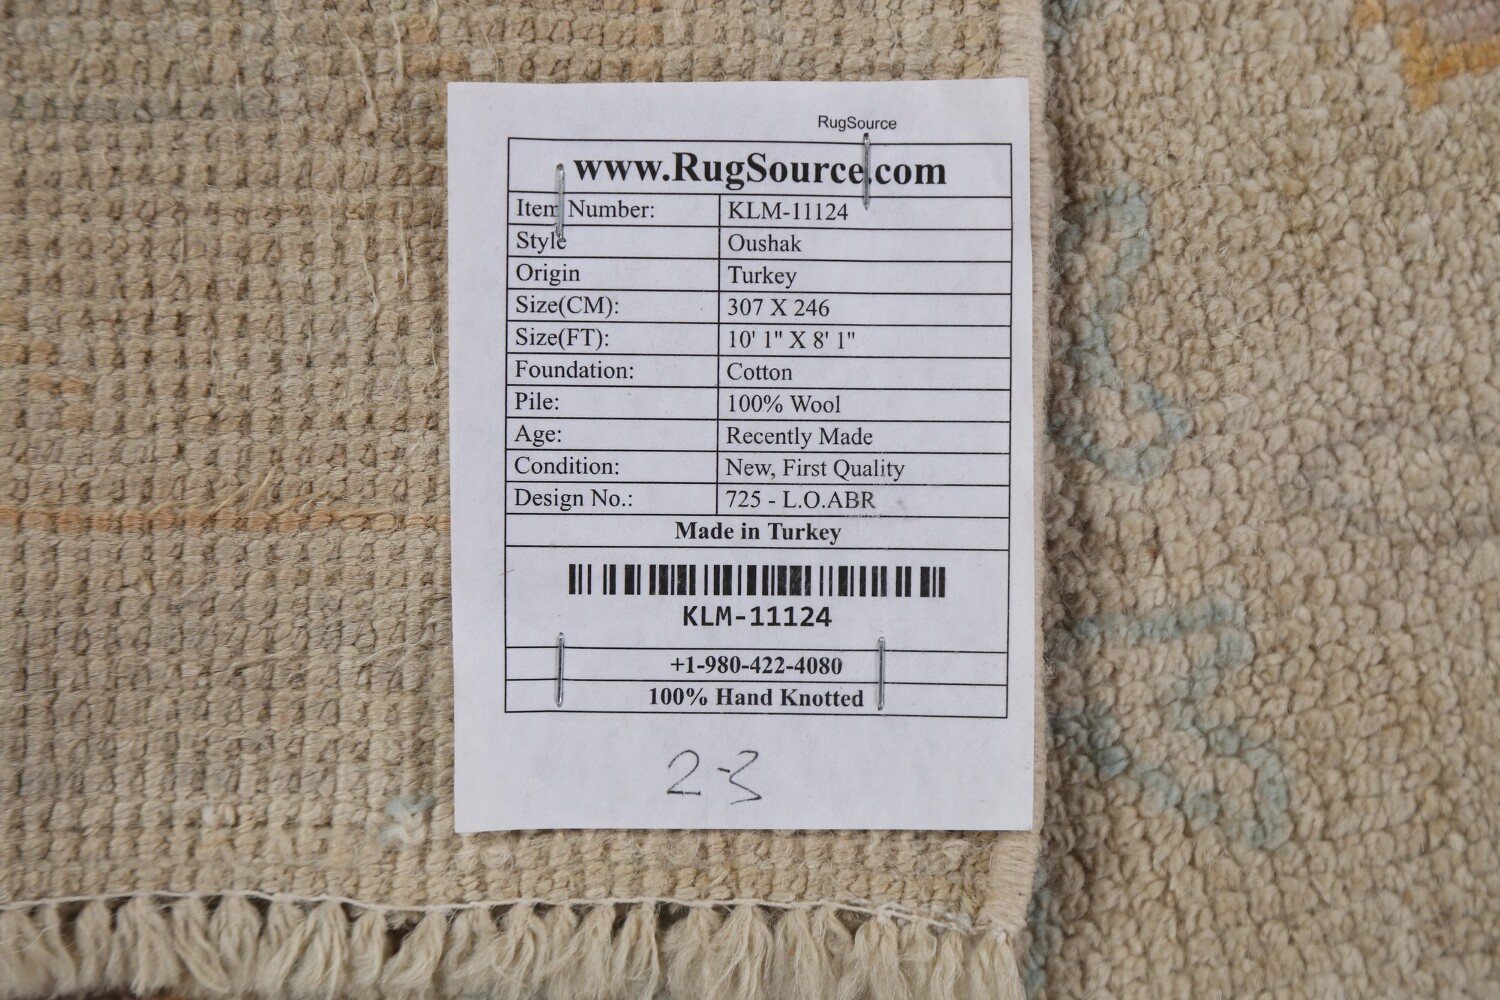 RugSource
www.RugSource.com
Item Number: KLM-11124
Style Oushak
Origin Turkey
Size(CM): 307 X 246
Size(FT): 10' 1" X 8' 1"
Foundation: Cotton
Pile: 100% Wool
Age: Recently Made
Condition: New, First Quality
Design No.: 725 - L.O.ABR
Made in Turkey
KLM-11124
+1-980-422-4080
100% Hand Knotted
2-3